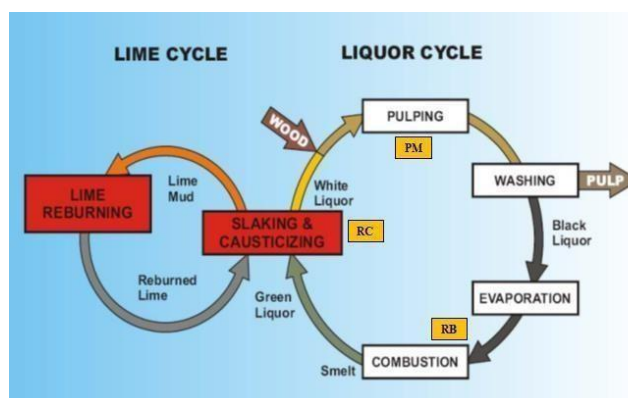 LIME CYCLE
LIQUOR CYCLE
WOOD
PULPING
PM
WASHING
PULP
LIME
REBURNING
Lime
Mud
White
Liquor
SLAKING &
CAUSTICIZING
RC
Black
Liquor
Reburned
Lime
Green
Liquor
EVAPORATION
RB
Smelt
COMBUSTION